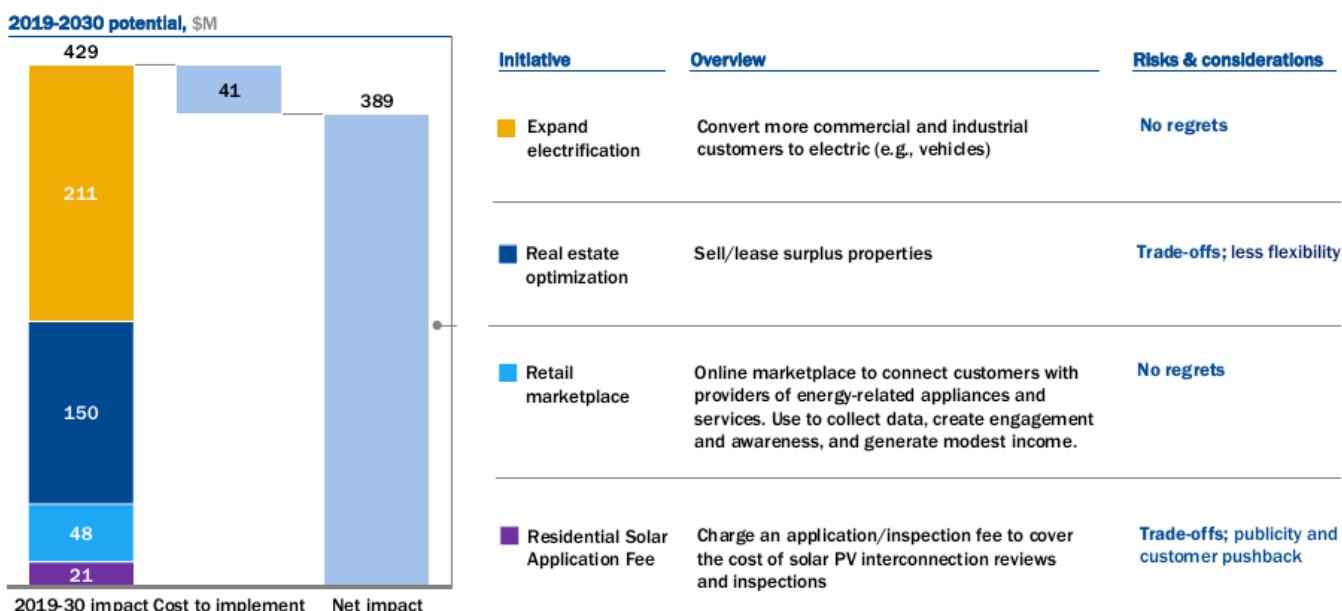 2019-2030 potential, $M
429
41
389
211
150
48
21
2019-30 impact Cost to implement Net impact
Initiative Overview Risks & considerations
Expand
electrification
Convert more commercial and industrial
customers to electric (e.g., vehicles)
No regrets
Real estate
optimization
Sell/lease surplus properties
Trade-offs; less flexibility
Retail
marketplace
Online marketplace to connect customers with
providers of energy-related appliances and
services. Use to collect data, create engagement
and awareness, and generate modest income.
No regrets
Residential Solar
Application Fee
Charge an application/inspection fee to cover
the cost of solar PV interconnection reviews
and inspections
Trade-offs; publicity and
customer pushback